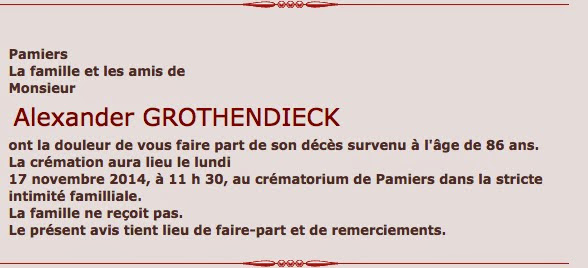 Pamiers
La famille et les amis de
Monsieur
Alexander GROTHENDIECK
ont la douleur de vous faire part de son décès survenu à l'âge de 86 ans.
La crémation aura lieu le lundi
17 novembre 2014, à 11 h 30, au crématorium de Pamiers dans la stricte
intimité familliale.
La famille ne reçoit pas.
Le présent avis tient lieu de faire-part et de remerciements.